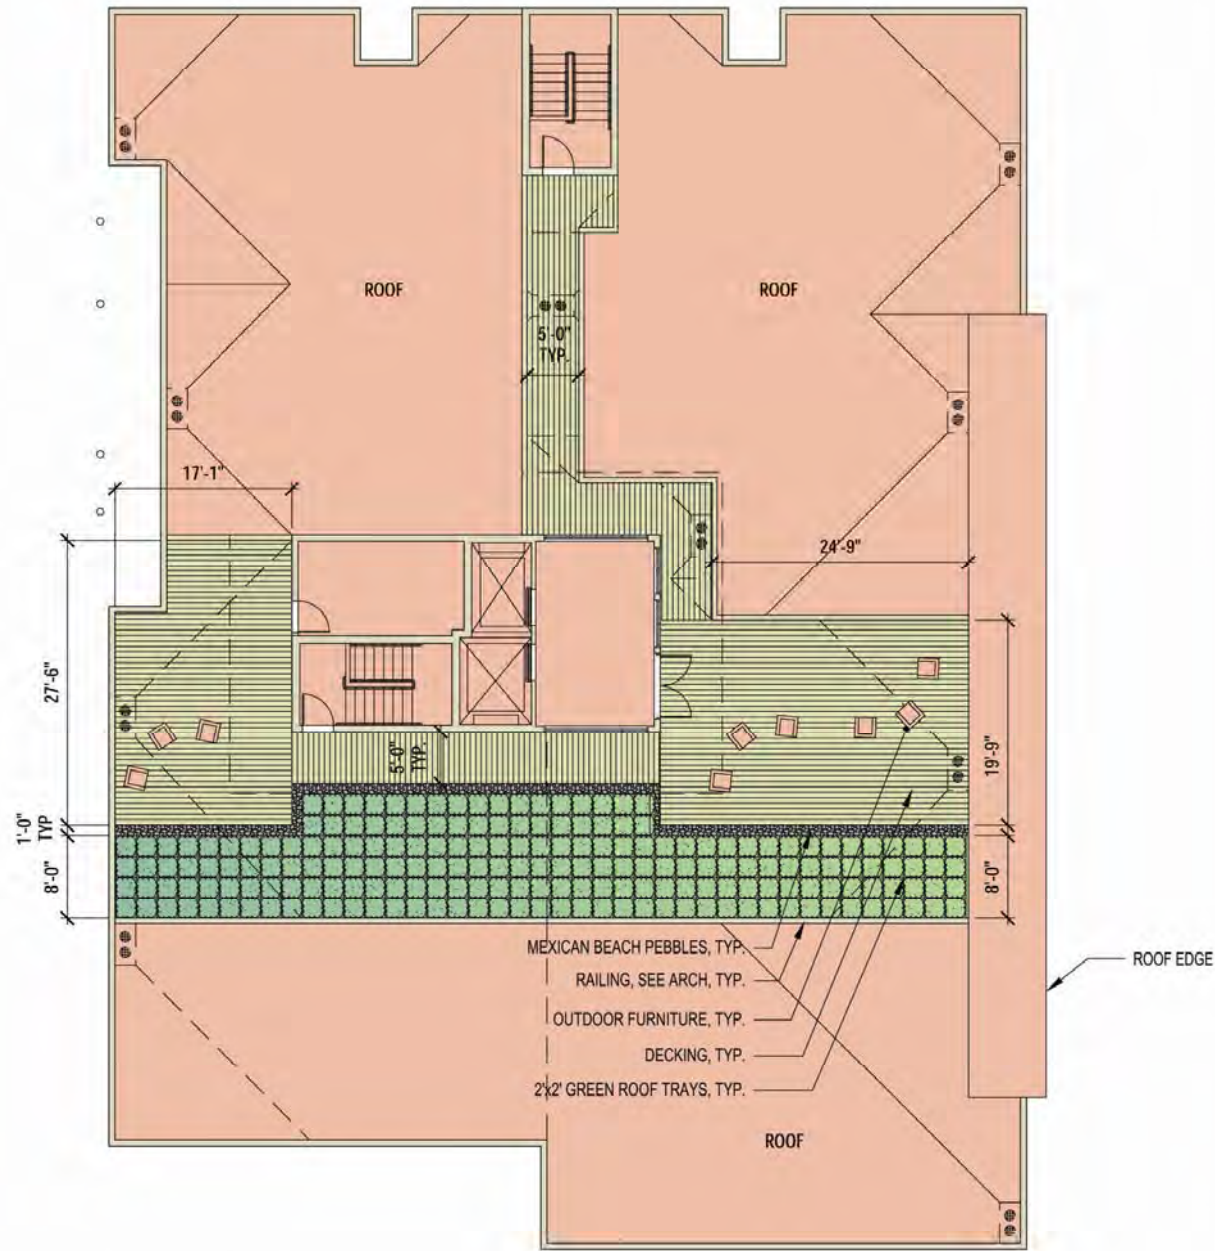 ROOF
ROOF
5'-0"
TYP.
17'-1"
24'-9"
27'-6"
5'-0"
TYP.
19'-9"
1'-0"
TYP
8'-0"
8'-0"
MEXICAN BEACH PEBBLES, TYP.
RAILING, SEE ARCH, TYP.
OUTDOOR FURNITURE, TYP.
DECKING, TYP.
2'x2' GREEN ROOF TRAYS, TYP.
ROOF EDGE
ROOF